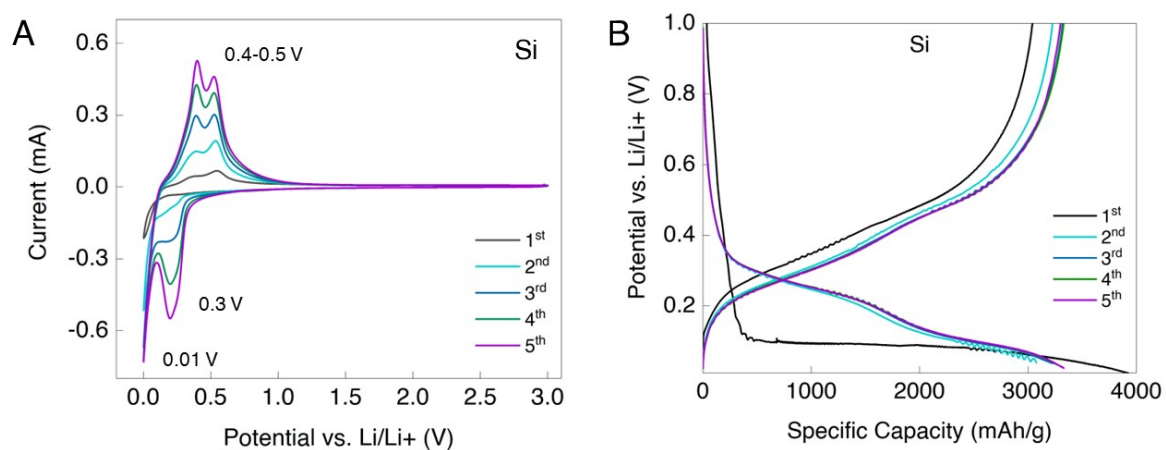 A
Si
0.4-0.5 V
0.6
0.3
0.0
-0.3
-0.6
Current (mA)
1st
2nd
3rd
4th
5th
0.3 V
0.01 V
0.0 0.5 1.0 1.5 2.0 2.5 3.0
Potential vs. Li/Li+ (V)
B
Si
1.0
0.8
0.6
0.4
0.2
Potential vs. Li/Li+ (V)
1st
2nd
3rd
4th
5th
0 1000 2000 3000 4000
Specific Capacity (mAh/g)